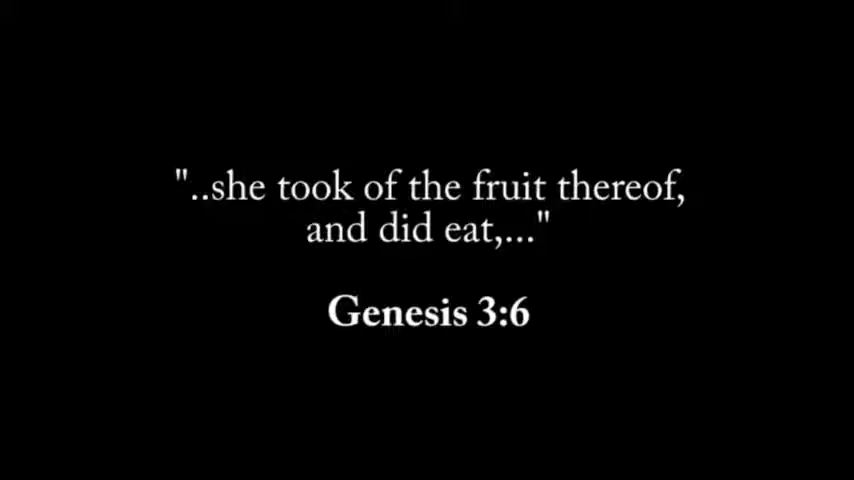 "..she took of the fruit thereof,
and did eat,..."
Genesis 3:6